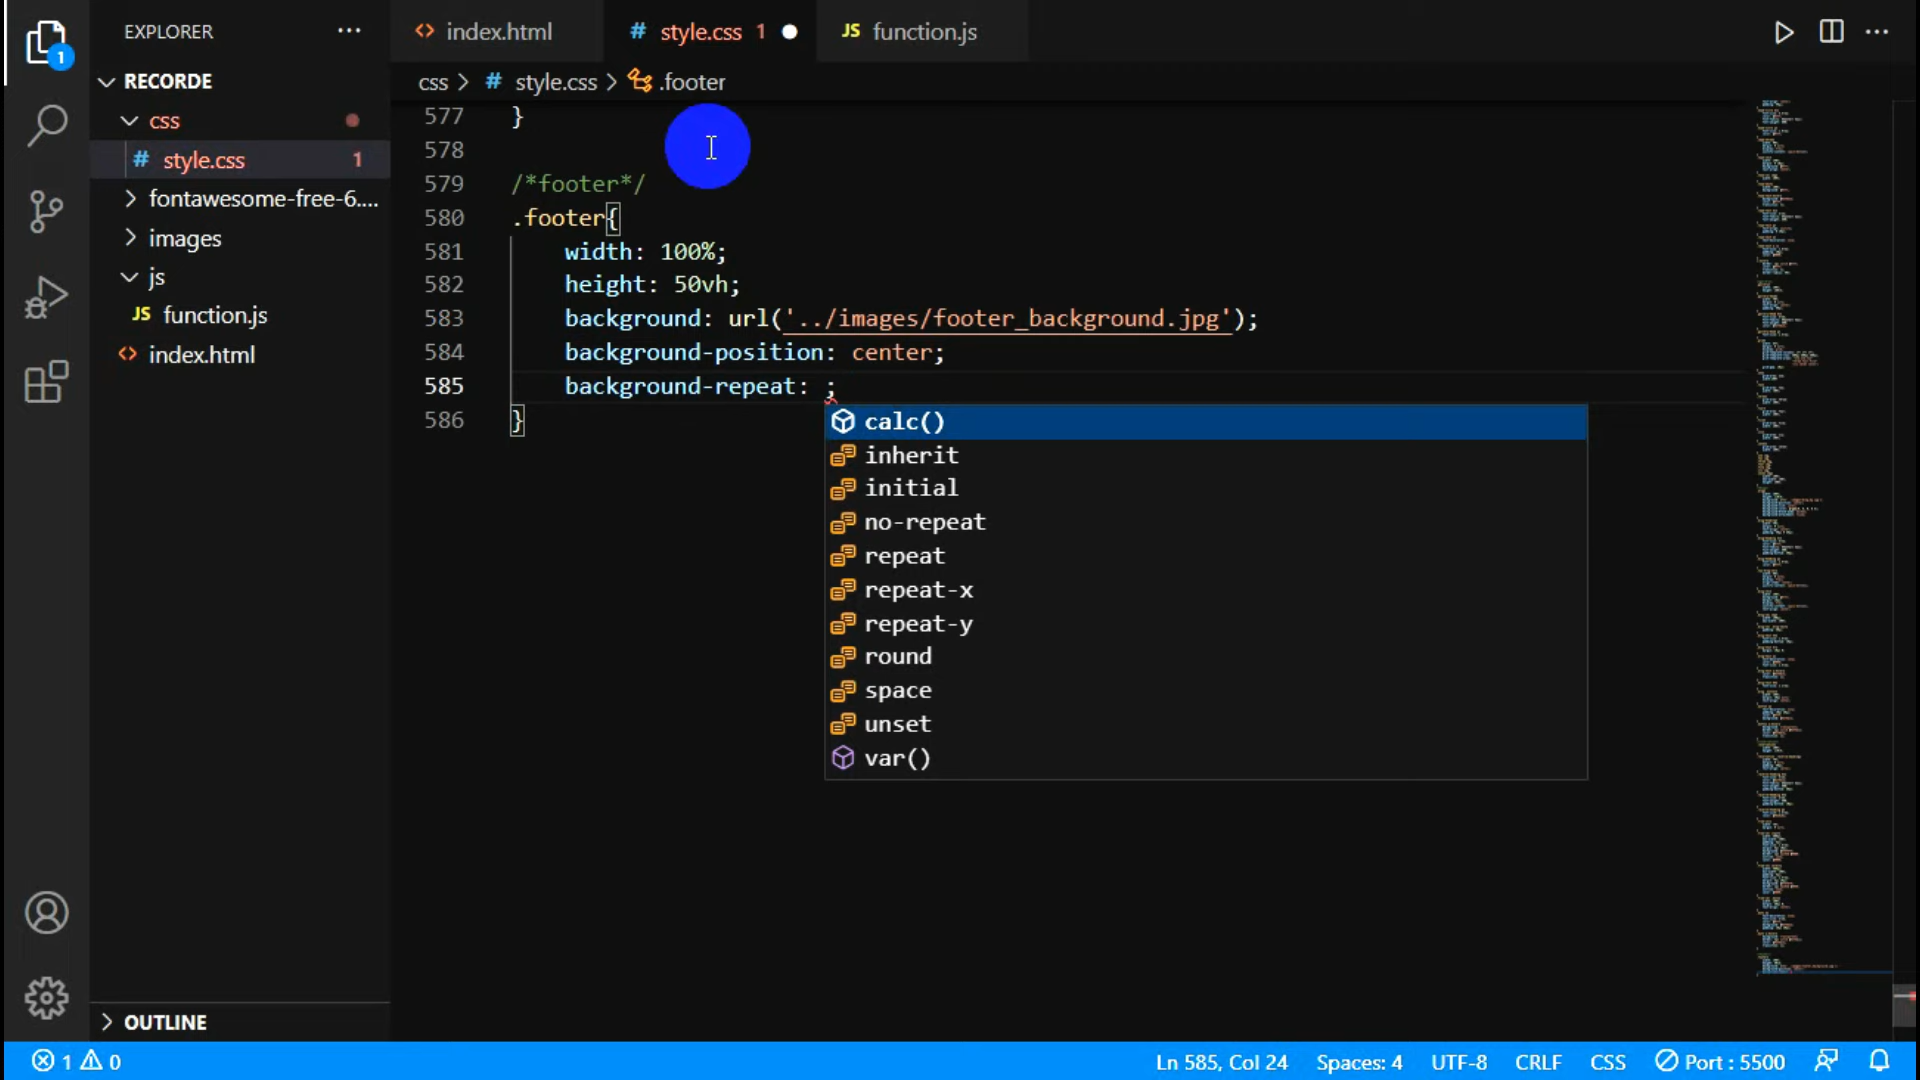 EXPLORER ...
index.html
# style.css 1
JS function.js
RECORDE
css > # style.css > .footer
css
# style.css 1
fontawesome-free-6....
images
js
JS function.js
index.html
577 }
578
579 /*footer*/
580 .footer{
581 width: 100%;
582 height: 50vh;
583 background: url('../images/footer_background.jpg');
584 background-position: center;
585 background-repeat: ;
586 }
calc()
inherit
initial
no-repeat
repeat
repeat-x
repeat-y
round
space
unset
var()
OUTLINE
1 0
Ln 585, Col 24 Spaces: 4 UTF-8 CRLF CSS Port : 5500
1